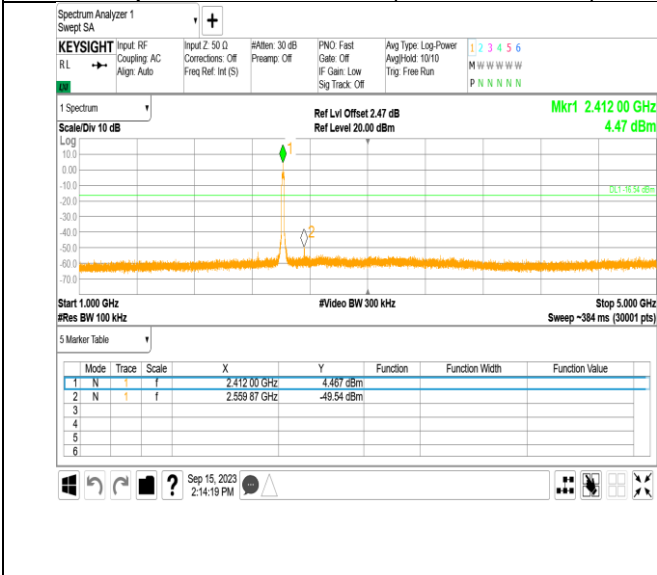 Spectrum Analyzer 1
Swept SA
KEYSIGHT Input: RF Input Z: 50 Ω #Atten: 30 dB PNO: Fast Avg Type: Log-Power 1 2 3 4 5 6
RL Coupling: AC Corrections: Off Preamp: Off Gate: Off Avg|Hold: 10/10 M W W W W W
Align: Auto Freq Ref: Int (S) IF Gain: Low Trig: Free Run
Sig Track: Off P N N N N N
1 Spectrum Ref Lvl Offset 2.47 dB Mkr1 2.412 00 GHz
Scale/Div 10 dB Ref Level 20.00 dBm 4.47 dBm
Log
10.0
0.00
-10.0
-20.0
-30.0
-40.0
-50.0
-60.0
-70.0
1
DL1 -16.54 dBm
2
Start 1.000 GHz #Video BW 300 kHz Stop 5.000 GHz
#Res BW 100 kHz Sweep ~384 ms (30001 pts)
5 Marker Table
Mode Trace Scale X Y Function Function Width Function Value
1 N 1 f 2.412 00 GHz 4.467 dBm
2 N 1 f 2.559 87 GHz -49.54 dBm
3
4
5
6
? Sep 15, 2023
2:14:19 PM